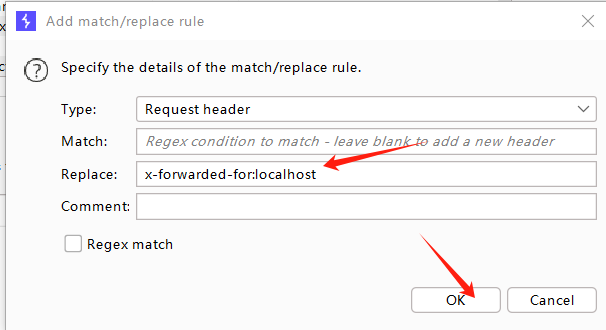 Add match/replace rule
Specify the details of the match/replace rule.
Type: Request header
Match: Regex condition to match - leave blank to add a new header
Replace: x-forwarded-for:localhost
Comment:
Regex match
OK Cancel